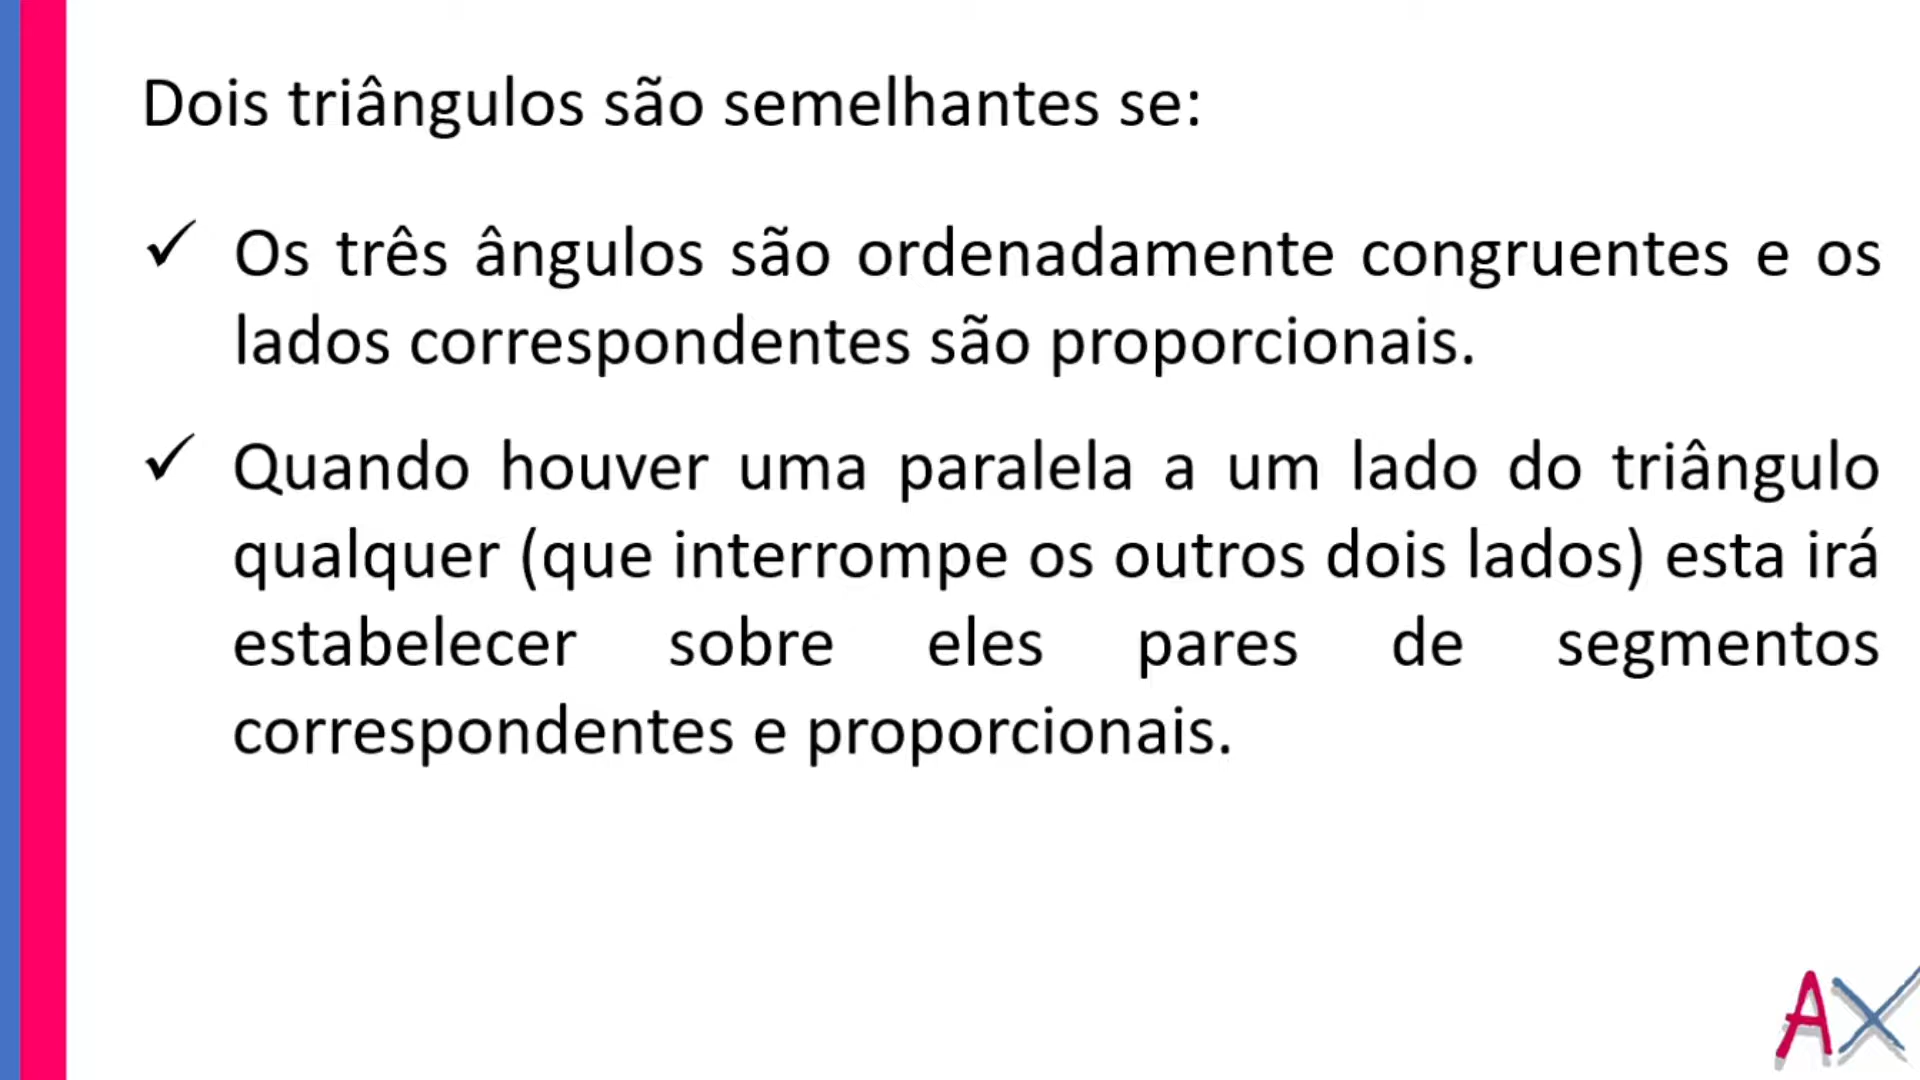 Dois triângulos são semelhantes se:
✓ Os três ângulos são ordenadamente congruentes e os
lados correspondentes são proporcionais.
✓ Quando houver uma paralela a um lado do triângulo
qualquer (que interrompe os outros dois lados) esta irá
estabelecer sobre eles pares de segmentos
correspondentes e proporcionais.
AX